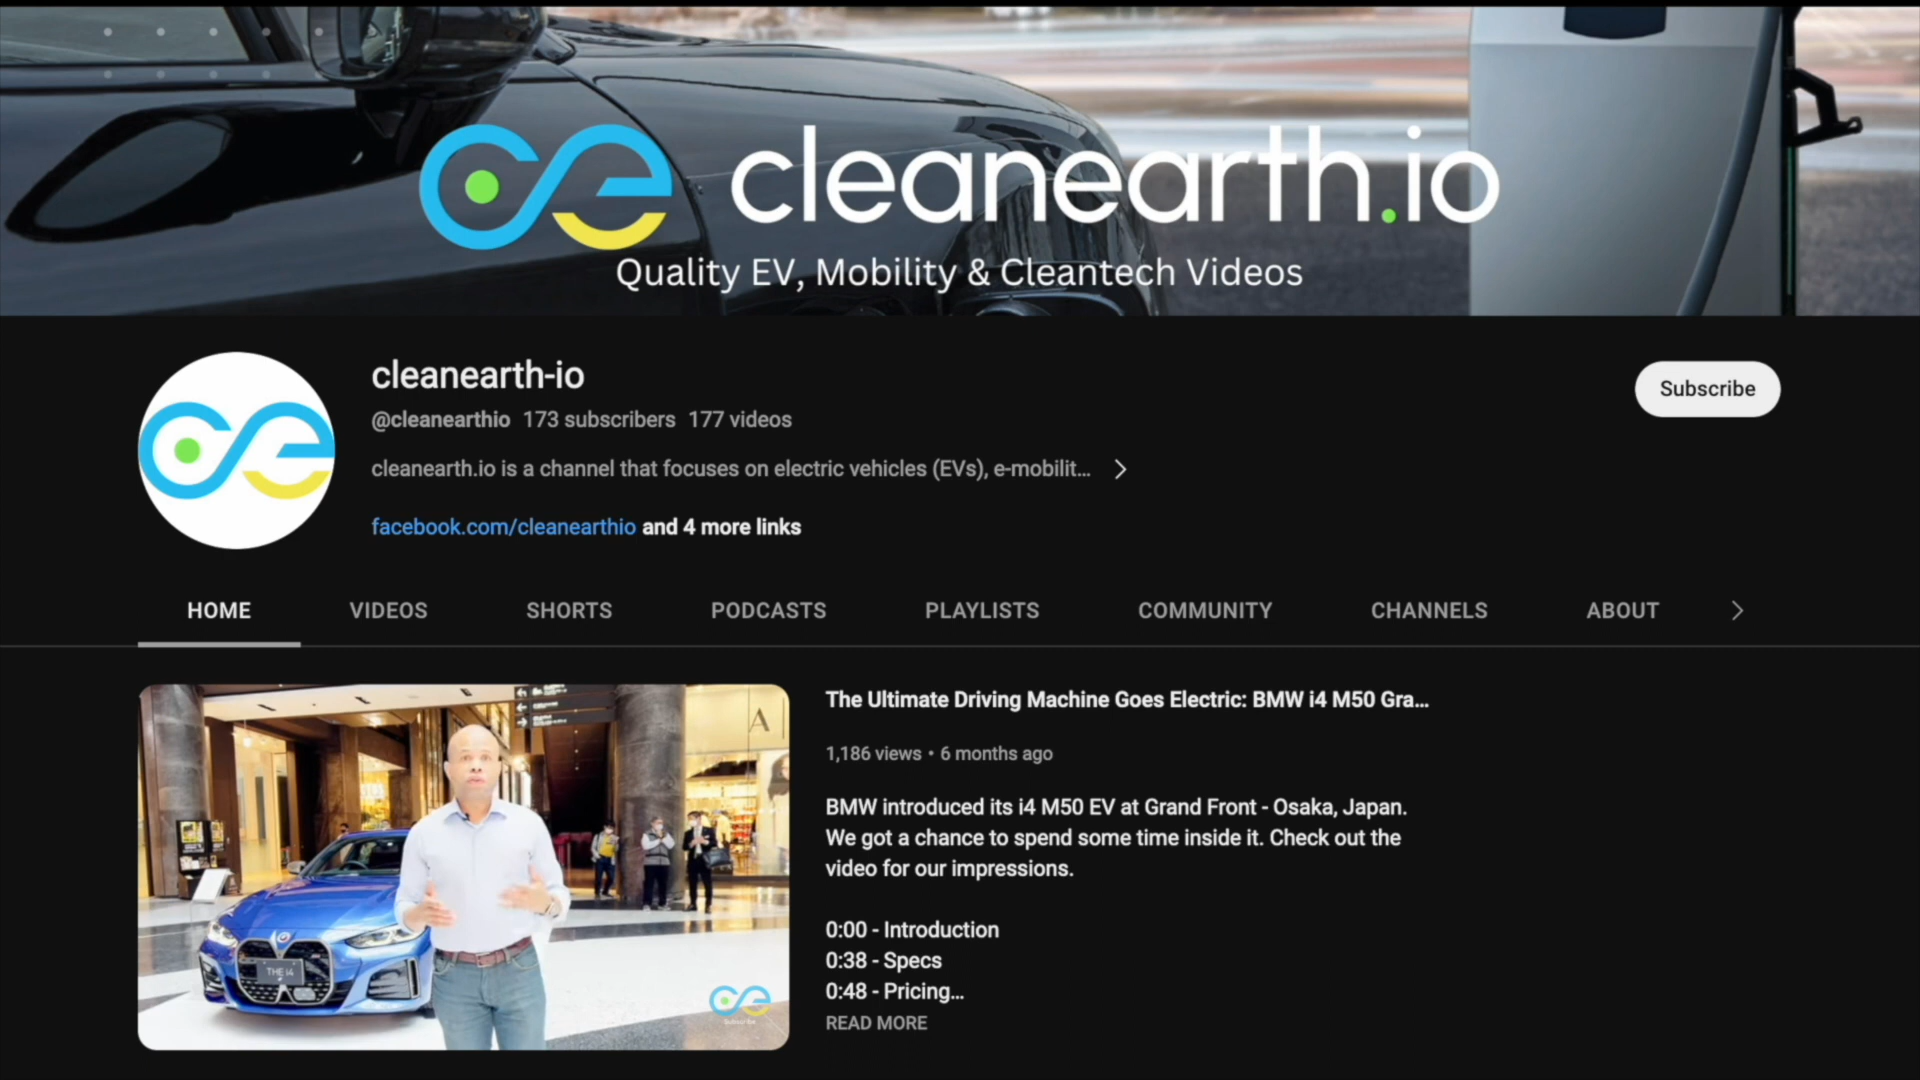 cleanearth.io
Quality EV, Mobility & Cleantech Videos
cleanearth-io
Subscribe
@cleanearthio 173 subscribers 177 videos
cleanearth.io is a channel that focuses on electric vehicles (EVs), e-mobilit...
facebook.com/cleanearthio and 4 more links
HOME VIDEOS SHORTS PODCASTS PLAYLISTS COMMUNITY CHANNELS ABOUT
The Ultimate Driving Machine Goes Electric: BMW i4 M50 Gra...
1,186 views • 6 months ago
BMW introduced its i4 M50 EV at Grand Front - Osaka, Japan.
We got a chance to spend some time inside it. Check out the
video for our impressions.
0:00 - Introduction
0:38 - Specs
0:48 - Pricing...
READ MORE
A
THE i4
Subscribe